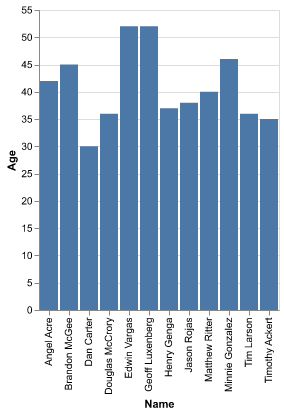 55
50
45
40
35
30
25
20
15
10
5
0
Age
Angel Acre
Brandon McGee
Dan Carter
Douglas McCrory
Edwin Vargas
Geoff Luxenberg
Henry Genga
Jason Rojas
Matthew Ritter
Minnie Gonzalez
Tim Larson
Timothy Ackert
Name